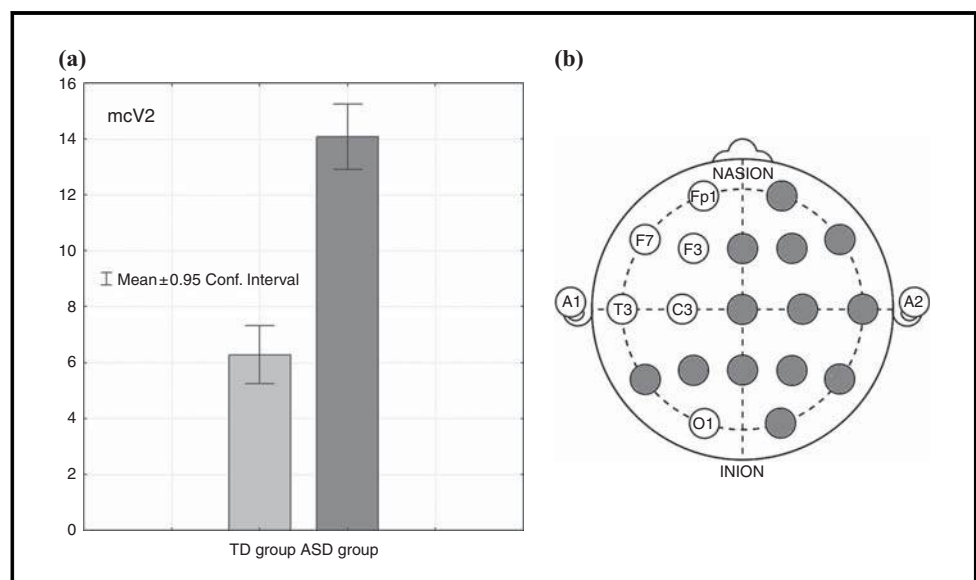 (a)
16
14
12
10
8
6
4
2
0
mcV2
Mean±0.95 Conf. Interval
TD group ASD group
(b)
NASION
Fp1
F7
F3
A1
T3
C3
A2
O1
INION